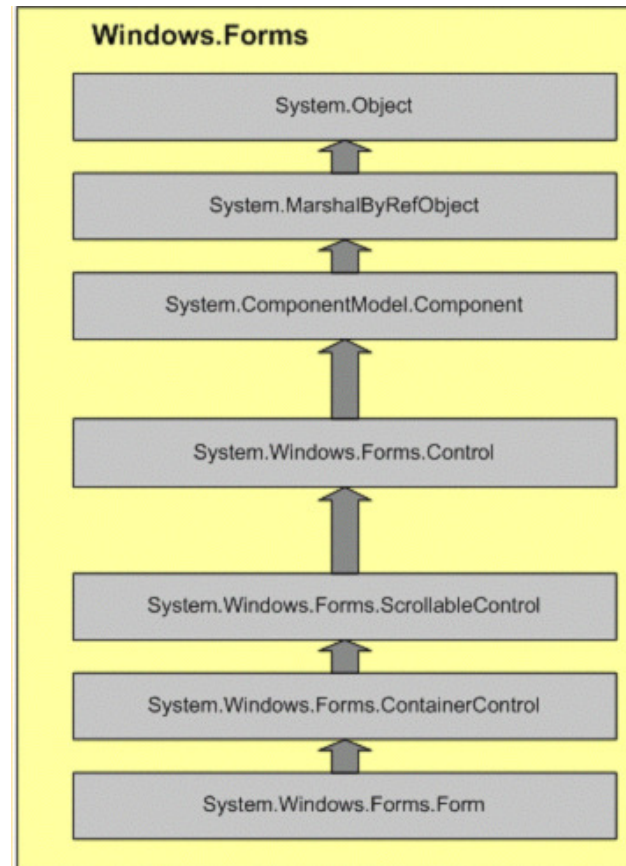 Windows.Forms
System.Object
System.MarshalByRefObject
System.ComponentModel.Component
System.Windows.Forms.Control
System.Windows.Forms.ScrollableControl
System.Windows.Forms.ContainerControl
System.Windows.Forms.Form